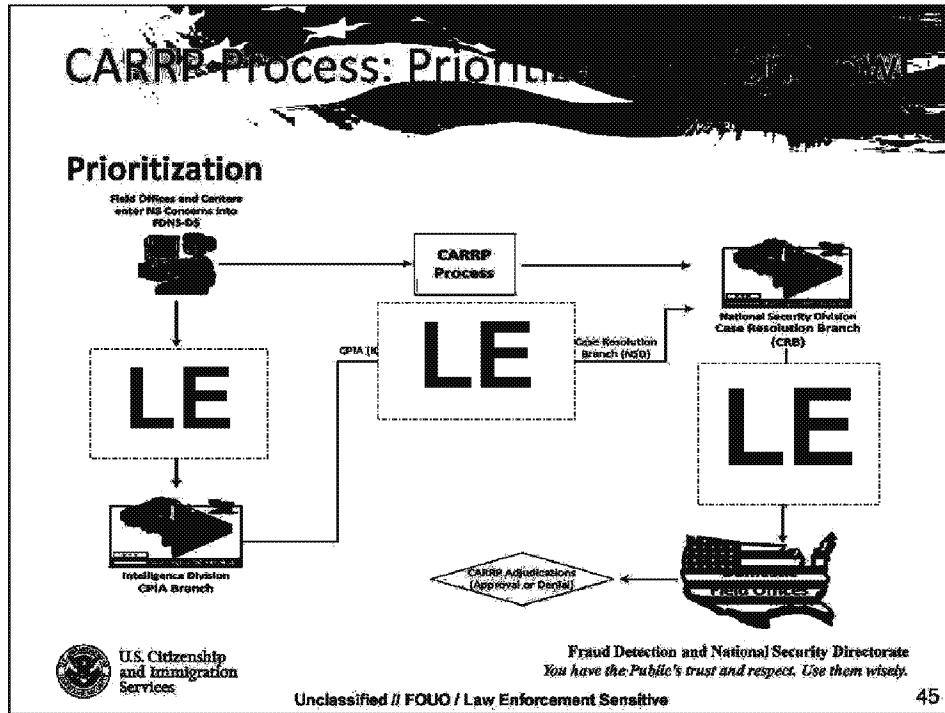 CARRP Process: Prioritiz
Prioritization
Field Offices and Centers
enter NS Concerns into
FDNS-DS
CARRP
Process
National Security Division
Case Resolution Branch
(CRB)
LE
CPIA
LE
Case Resolution
Branch (NSD)
LE
Intelligence Division
CPIA Branch
CARRP Adjudications
(Approval or Denial)
Domestic
Field Offices
U.S. Citizenship
and Immigration
Services
Fraud Detection and National Security Directorate
You have the Public's trust and respect. Use them wisely.
Unclassified // FOUO / Law Enforcement Sensitive
45